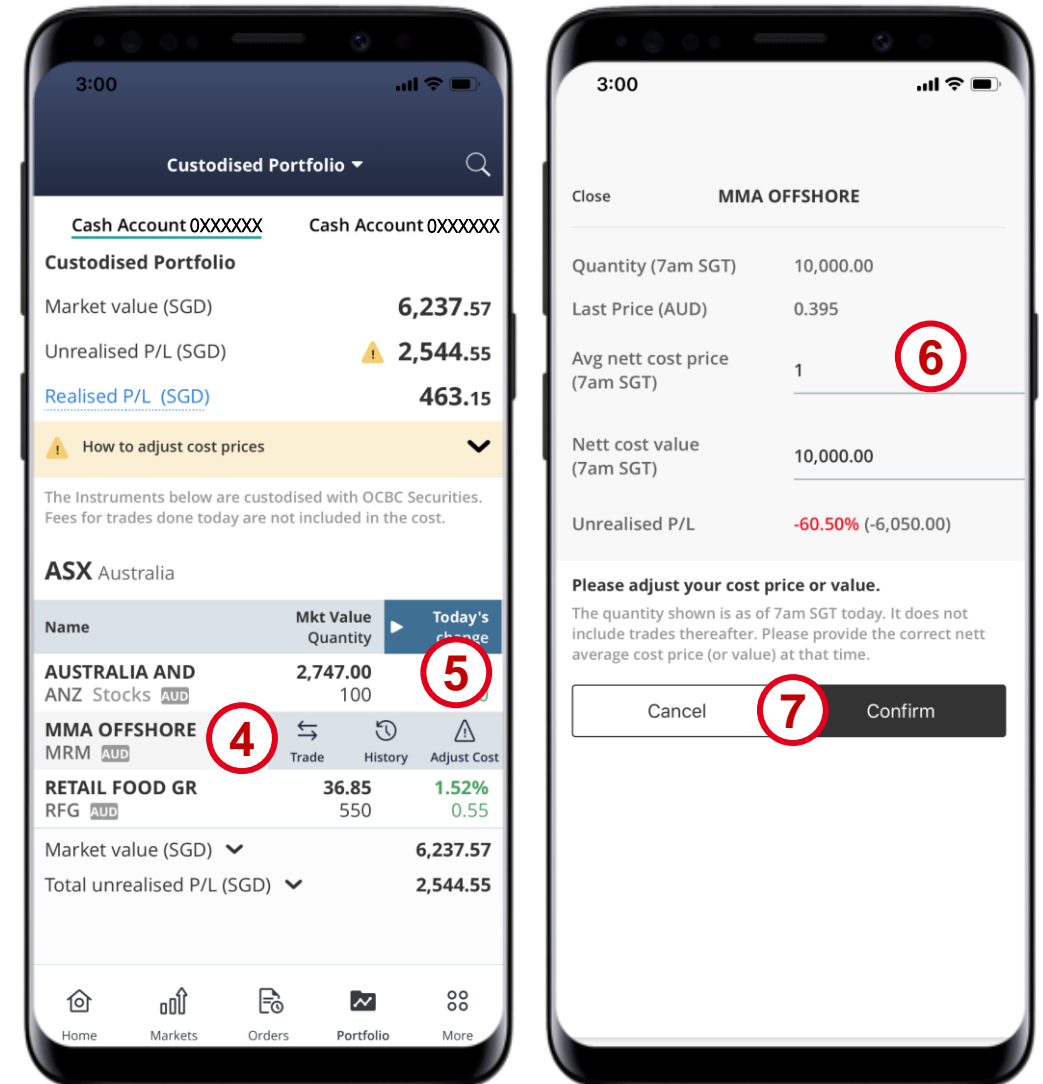 3:00
Custodised Portfolio
Cash Account 0XXXXXX Cash Account 0XXXXXX
Custodised Portfolio
Market value (SGD) 6,237.57
Unrealised P/L (SGD) 2,544.55
Realised P/L (SGD) 463.15
How to adjust cost prices
The Instruments below are custodised with OCBC Securities.
Fees for trades done today are not included in the cost.
ASX Australia
Name Mkt Value Quantity Today's change
AUSTRALIA AND 2,747.00
5
ANZ Stocks AUD 100
MMA OFFSHORE
MRM AUD
4
Trade History Adjust Cost
RETAIL FOOD GR 36.85 1.52%
RFG AUD 550 0.55
Market value (SGD) 6,237.57
Total unrealised P/L (SGD) 2,544.55
Home Markets Orders Portfolio More
3:00
Close MMA OFFSHORE
Quantity (7am SGT) 10,000.00
Last Price (AUD) 0.395
6
Avg nett cost price
(7am SGT) 1
Nett cost value
(7am SGT) 10,000.00
Unrealised P/L -60.50% (-6,050.00)
Please adjust your cost price or value.
The quantity shown is as of 7am SGT today. It does not
include trades thereafter. Please provide the correct nett
average cost price (or value) at that time.
Cancel 7 Confirm